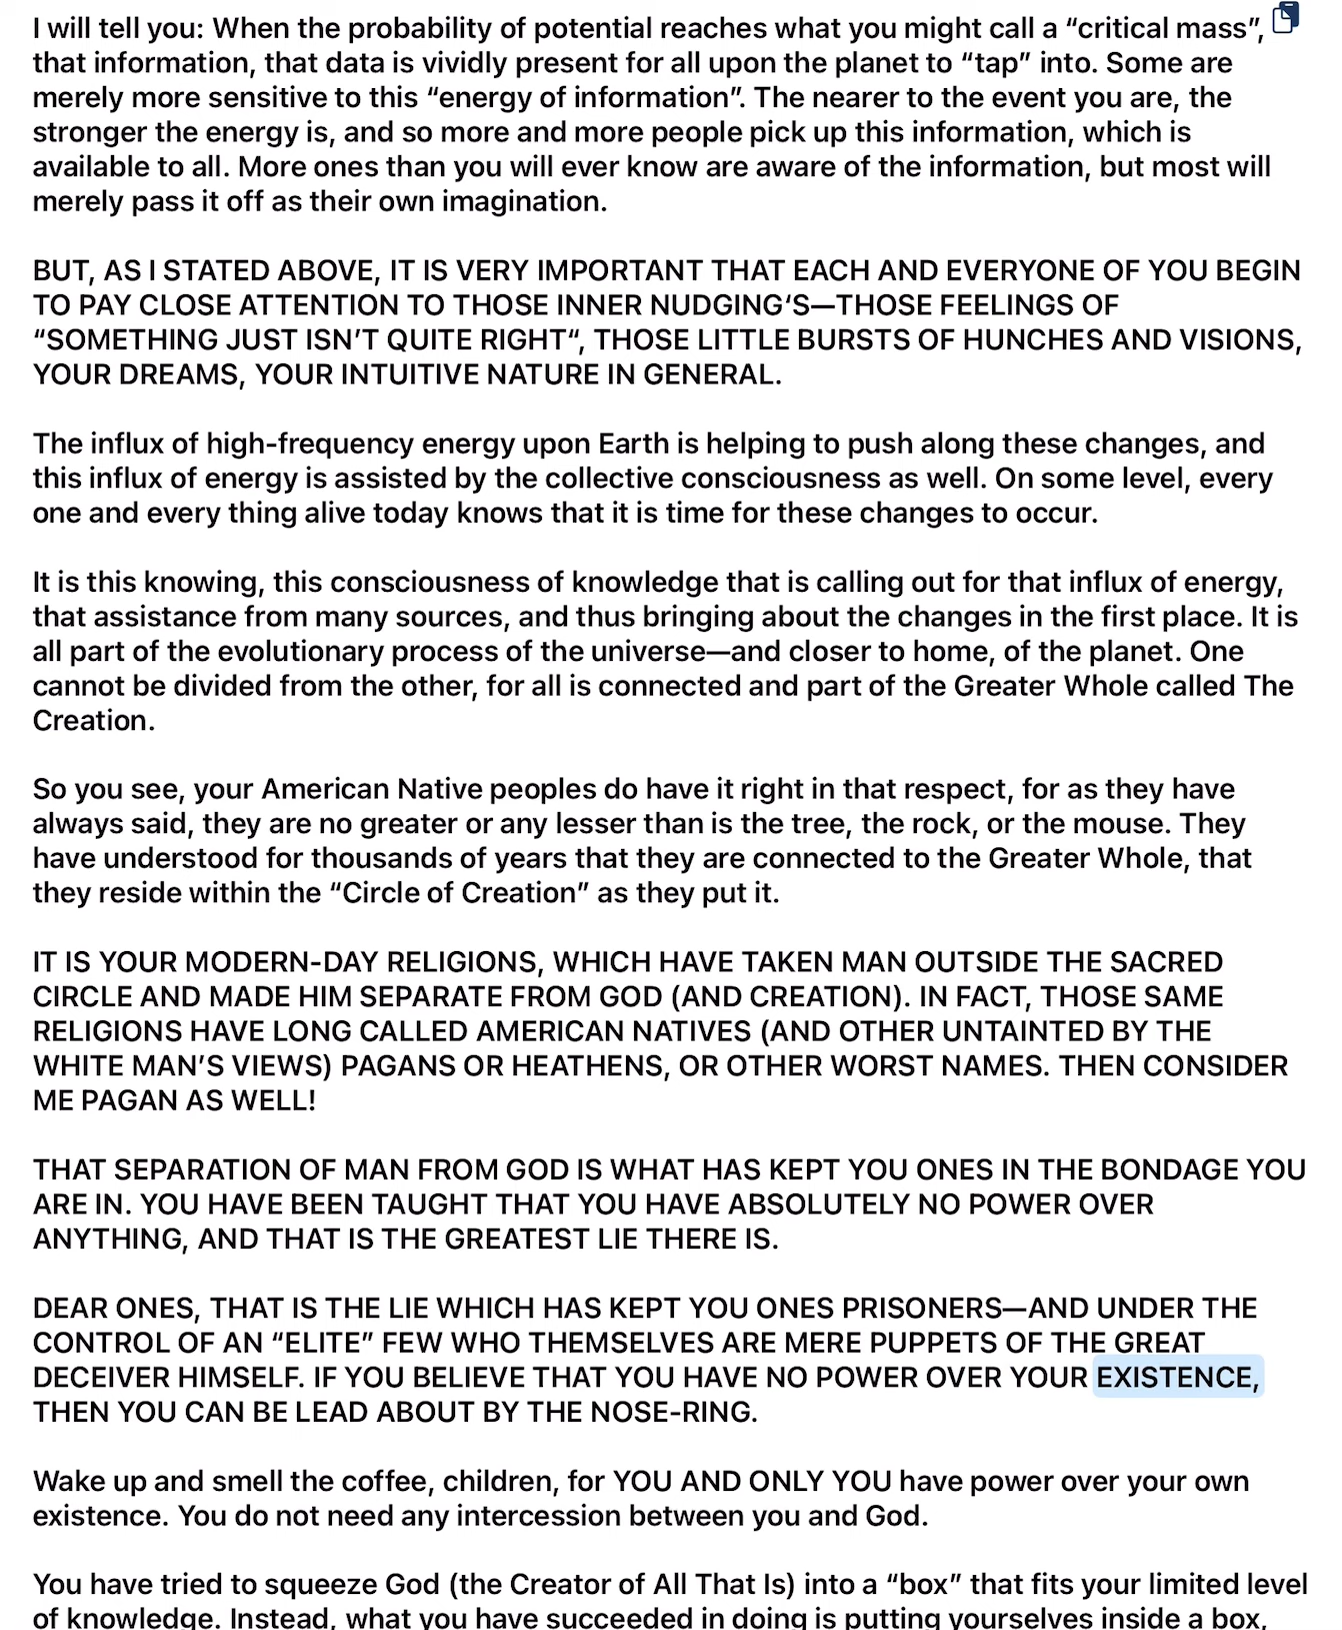 I will tell you: When the probability of potential reaches what you might call a “critical mass”,
that information, that data is vividly present for all upon the planet to “tap” into. Some are
merely more sensitive to this “energy of information”. The nearer to the event you are, the
stronger the energy is, and so more and more people pick up this information, which is
available to all. More ones than you will ever know are aware of the information, but most will
merely pass it off as their own imagination.
BUT, AS I STATED ABOVE, IT IS VERY IMPORTANT THAT EACH AND EVERYONE OF YOU BEGIN
TO PAY CLOSE ATTENTION TO THOSE INNER NUDGING‘S—THOSE FEELINGS OF
“SOMETHING JUST ISN’T QUITE RIGHT“, THOSE LITTLE BURSTS OF HUNCHES AND VISIONS,
YOUR DREAMS, YOUR INTUITIVE NATURE IN GENERAL.
The influx of high-frequency energy upon Earth is helping to push along these changes, and
this influx of energy is assisted by the collective consciousness as well. On some level, every
one and every thing alive today knows that it is time for these changes to occur.
It is this knowing, this consciousness of knowledge that is calling out for that influx of energy,
that assistance from many sources, and thus bringing about the changes in the first place. It is
all part of the evolutionary process of the universe—and closer to home, of the planet. One
cannot be divided from the other, for all is connected and part of the Greater Whole called The
Creation.
So you see, your American Native peoples do have it right in that respect, for as they have
always said, they are no greater or any lesser than is the tree, the rock, or the mouse. They
have understood for thousands of years that they are connected to the Greater Whole, that
they reside within the “Circle of Creation” as they put it.
IT IS YOUR MODERN-DAY RELIGIONS, WHICH HAVE TAKEN MAN OUTSIDE THE SACRED
CIRCLE AND MADE HIM SEPARATE FROM GOD (AND CREATION). IN FACT, THOSE SAME
RELIGIONS HAVE LONG CALLED AMERICAN NATIVES (AND OTHER UNTAINTED BY THE
WHITE MAN’S VIEWS) PAGANS OR HEATHENS, OR OTHER WORST NAMES. THEN CONSIDER
ME PAGAN AS WELL!
THAT SEPARATION OF MAN FROM GOD IS WHAT HAS KEPT YOU ONES IN THE BONDAGE YOU
ARE IN. YOU HAVE BEEN TAUGHT THAT YOU HAVE ABSOLUTELY NO POWER OVER
ANYTHING, AND THAT IS THE GREATEST LIE THERE IS.
DEAR ONES, THAT IS THE LIE WHICH HAS KEPT YOU ONES PRISONERS—AND UNDER THE
CONTROL OF AN “ELITE” FEW WHO THEMSELVES ARE MERE PUPPETS OF THE GREAT
DECEIVER HIMSELF. IF YOU BELIEVE THAT YOU HAVE NO POWER OVER YOUR EXISTENCE,
THEN YOU CAN BE LEAD ABOUT BY THE NOSE-RING.
Wake up and smell the coffee, children, for YOU AND ONLY YOU have power over your own
existence. You do not need any intercession between you and God.
You have tried to squeeze God (the Creator of All That Is) into a “box” that fits your limited level
of knowledge. Instead, what you have succeeded in doing is putting yourselves inside a box,